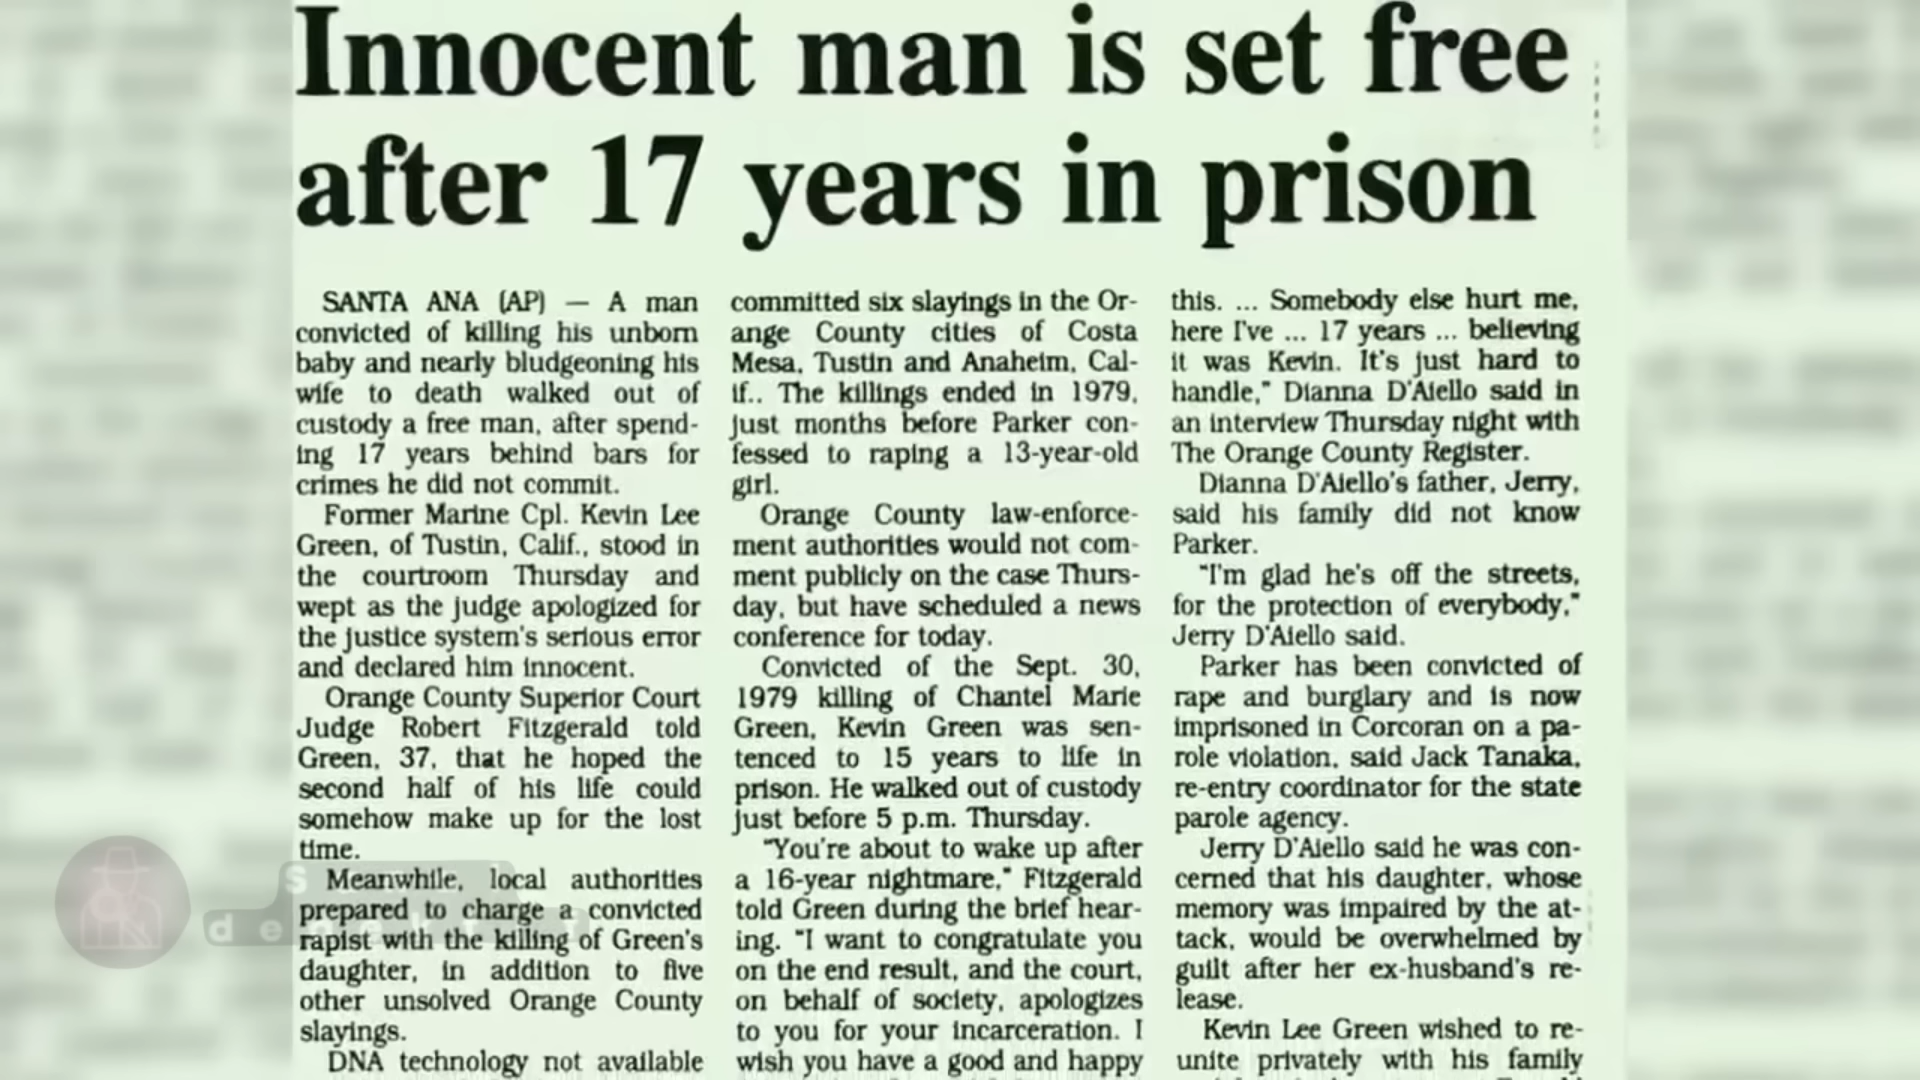 Innocent man is set free
after 17 years in prison
SANTA ANA (AP) — A man
convicted of killing his unborn
baby and nearly bludgeoning his
wife to death walked out of
custody a free man, after spend-
ing 17 years behind bars for
crimes he did not commit.
Former Marine Cpl. Kevin Lee
Green, of Tustin, Calif., stood in
the courtroom Thursday and
wept as the judge apologized for
the justice system's serious error
and declared him innocent.
Orange County Superior Court
Judge Robert Fitzgerald told
Green, 37, that he hoped the
second half of his life could
somehow make up for the lost
time.
Meanwhile, local authorities
prepared to charge a convicted
rapist with the killing of Green's
daughter, in addition to five
other unsolved Orange County
slayings.
DNA technology not available
committed six slayings in the Or-
ange County cities of Costa
Mesa, Tustin and Anaheim, Cal-
if.. The killings ended in 1979,
just months before Parker con-
fessed to raping a 13-year-old
girl.
Orange County law-enforce-
ment authorities would not com-
ment publicly on the case Thurs-
day, but have scheduled a news
conference for today.
Convicted of the Sept. 30,
1979 killing of Chantel Marie
Green, Kevin Green was sen-
tenced to 15 years to life in
prison. He walked out of custody
just before 5 p.m. Thursday.
"You're about to wake up after
a 16-year nightmare," Fitzgerald
told Green during the brief hear-
ing. "I want to congratulate you
on the end result, and the court,
on behalf of society, apologizes
to you for your incarceration. I
wish you have a good and happy
this. ... Somebody else hurt me,
here I've ... 17 years ... believing
it was Kevin. It's just hard to
handle," Dianna D'Aiello said in
an interview Thursday night with
The Orange County Register.
Dianna D'Aiello's father, Jerry,
said his family did not know
Parker.
"I'm glad he's off the streets,
for the protection of everybody,"
Jerry D'Aiello said.
Parker has been convicted of
rape and burglary and is now
imprisoned in Corcoran on a pa-
role violation, said Jack Tanaka,
re-entry coordinator for the state
parole agency.
Jerry D'Aiello said he was con-
cerned that his daughter, whose
memory was impaired by the at-
tack, would be overwhelmed by
guilt after her ex-husband's re-
lease.
Kevin Lee Green wished to re-
unite privately with his family